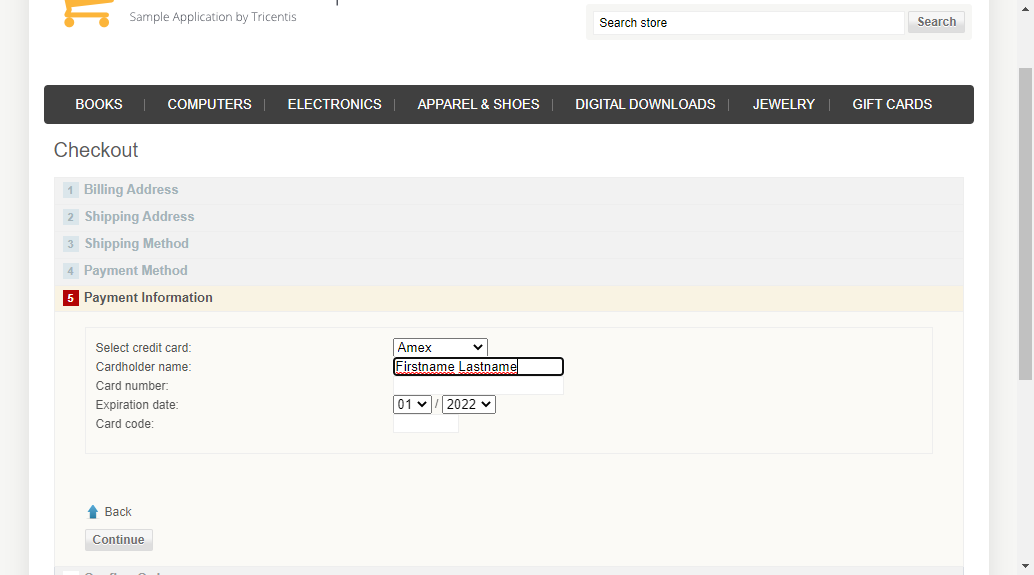 Sample Application by Tricentis
Search store
Search
BOOKS | COMPUTERS | ELECTRONICS | APPAREL & SHOES | DIGITAL DOWNLOADS | JEWELRY | GIFT CARDS
Checkout
1 Billing Address
2 Shipping Address
3 Shipping Method
4 Payment Method
5 Payment Information
Select credit card: Amex
Cardholder name: Firstname Lastname
Card number:
Expiration date: 01 / 2022
Card code:
Back
Continue